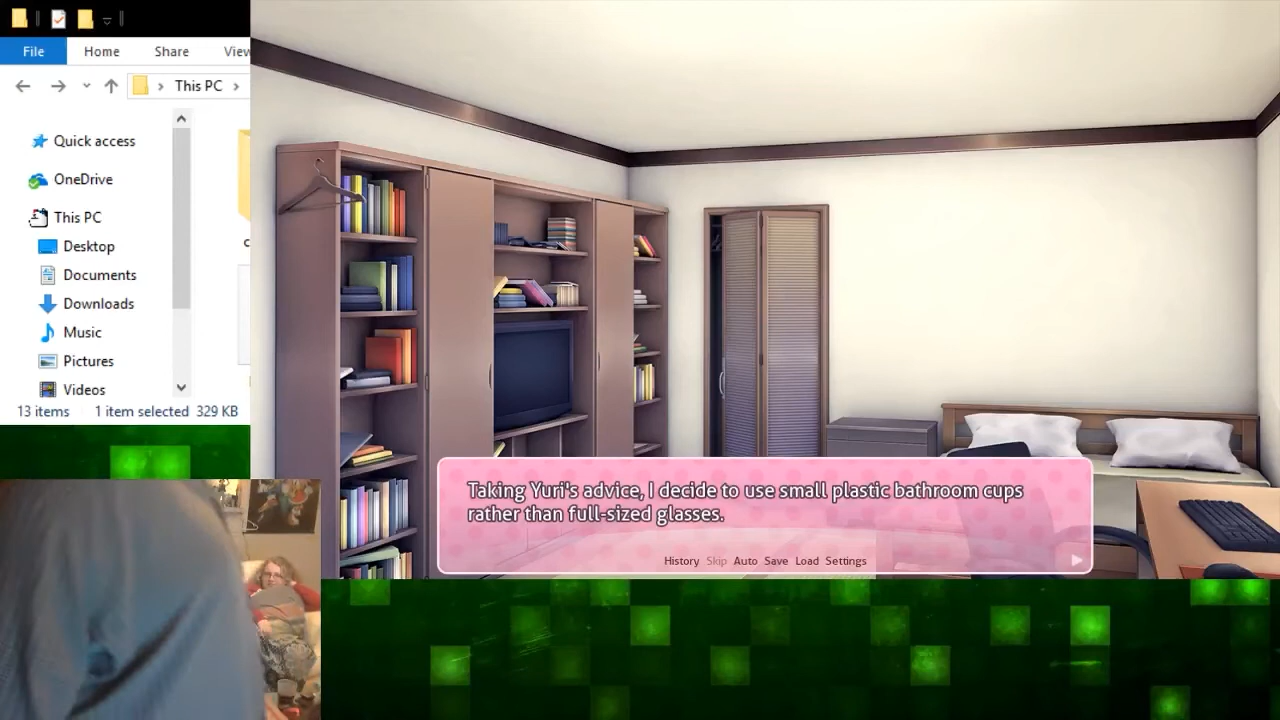 File Home Share View
This PC
Quick access
OneDrive
This PC
Desktop
Documents
Downloads
Music
Pictures
Videos
13 items 1 item selected 329 KB
Taking Yuri's advice, I decide to use small plastic bathroom cups
rather than full-sized glasses.
History Skip Auto Save Load Settings